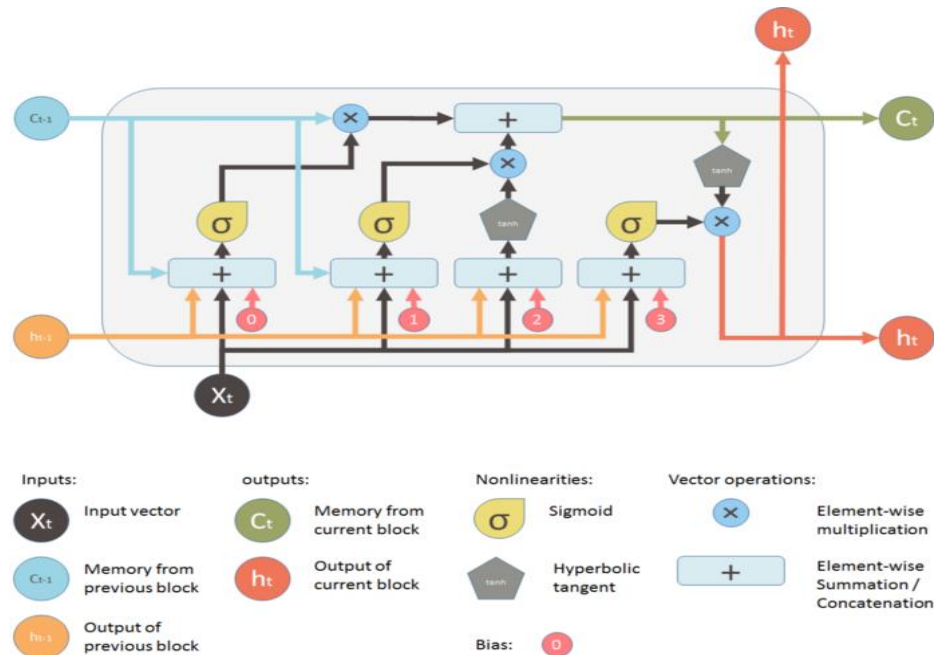 ht
Ct-1
×
+
Ct
tanh
×
σ
σ
tanh
σ
×
+
+
+
+
0
1
2
3
ht-1
ht
Xt
Inputs:
outputs:
Nonlinearities:
Vector operations:
Xt
Input vector
Ct
Memory from
current block
σ
Sigmoid
×
Element-wise
multiplication
Ct-1
Memory from
previous block
ht
Output of
current block
tanh
Hyperbolic
tangent
+
Element-wise
Summation /
Concatenation
ht-1
Output of
previous block
Bias:
0